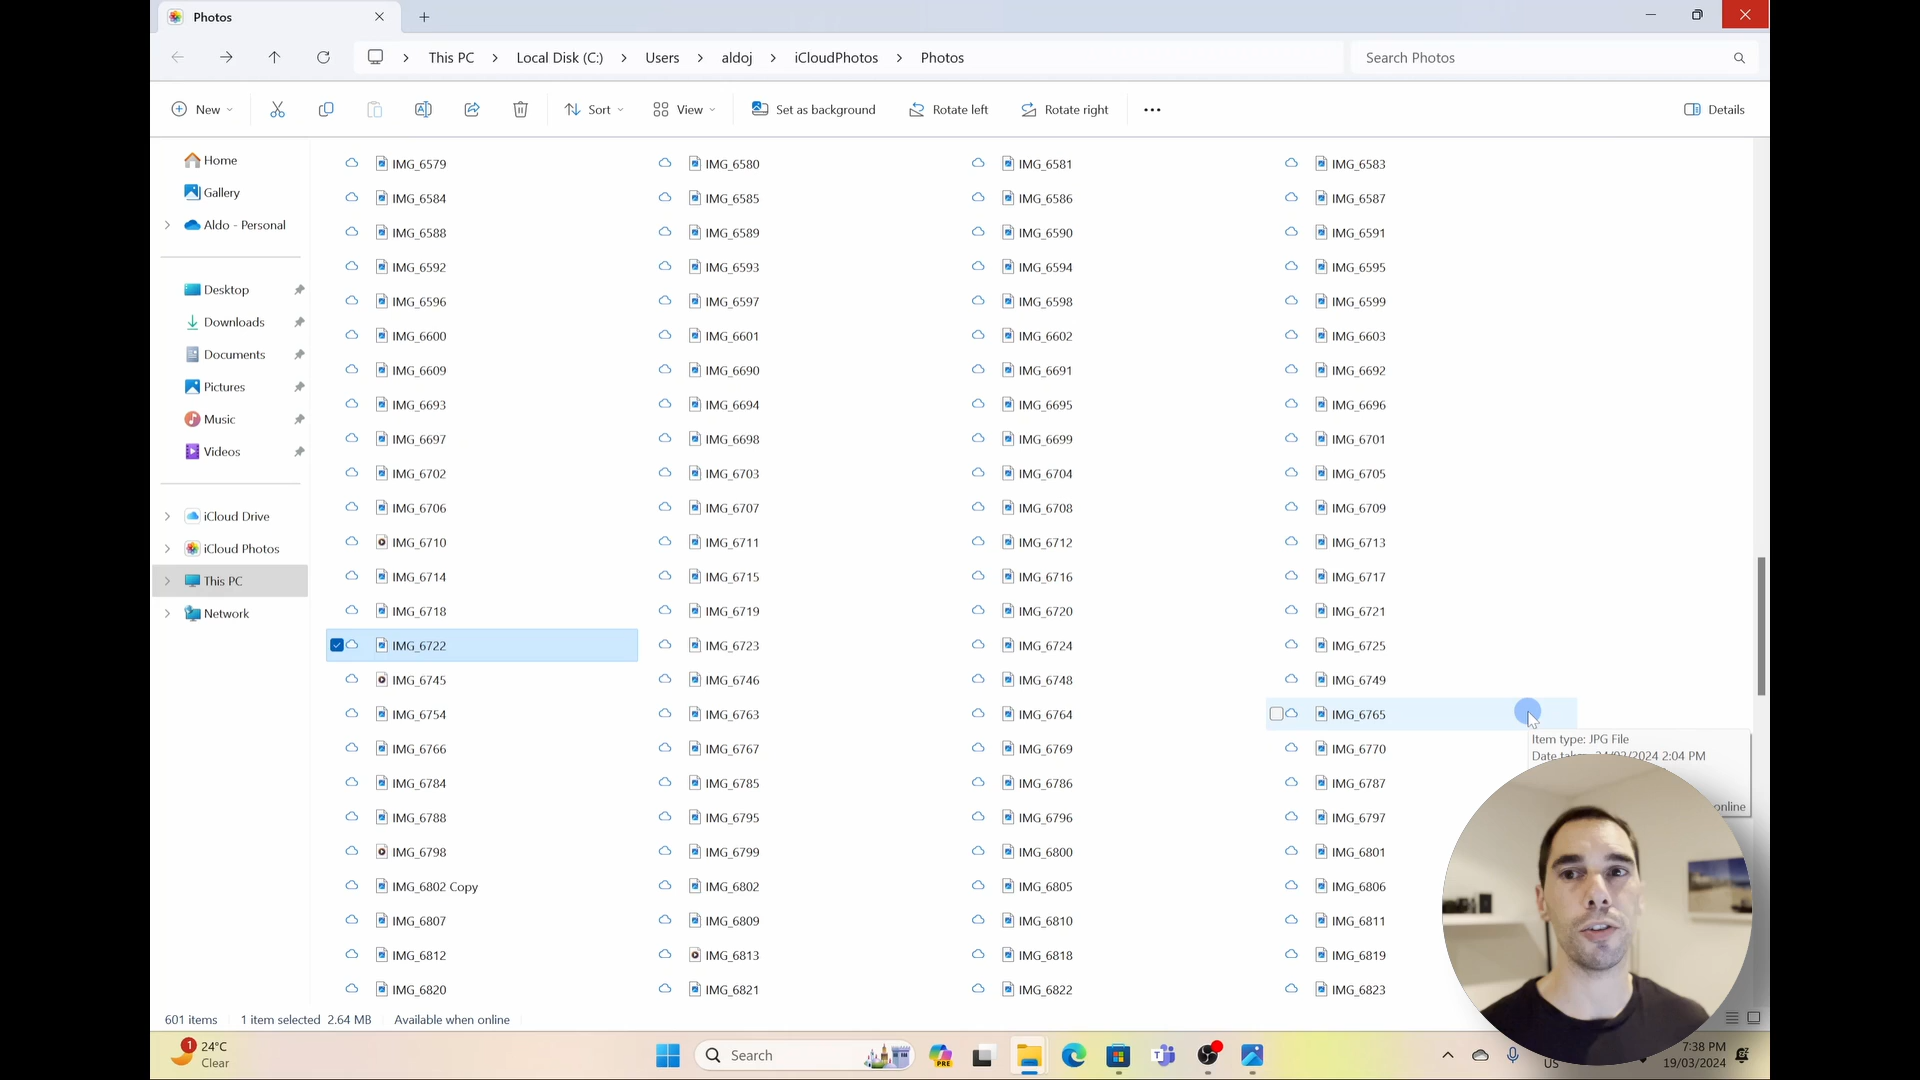 Photos
This PC > Local Disk (C:) > Users > aldoj > iCloudPhotos > Photos
Search Photos
New
Sort
View
Set as background
Rotate left
Rotate right
Details
Home
Gallery
Aldo - Personal
Desktop
Downloads
Documents
Pictures
Music
Videos
iCloud Drive
iCloud Photos
This PC
Network
IMG_6579 IMG_6580 IMG_6581 IMG_6583
IMG_6584 IMG_6585 IMG_6586 IMG_6587
IMG_6588 IMG_6589 IMG_6590 IMG_6591
IMG_6592 IMG_6593 IMG_6594 IMG_6595
IMG_6596 IMG_6597 IMG_6598 IMG_6599
IMG_6600 IMG_6601 IMG_6602 IMG_6603
IMG_6609 IMG_6690 IMG_6691 IMG_6692
IMG_6693 IMG_6694 IMG_6695 IMG_6696
IMG_6697 IMG_6698 IMG_6699 IMG_6701
IMG_6702 IMG_6703 IMG_6704 IMG_6705
IMG_6706 IMG_6707 IMG_6708 IMG_6709
IMG_6710 IMG_6711 IMG_6712 IMG_6713
IMG_6714 IMG_6715 IMG_6716 IMG_6717
IMG_6718 IMG_6719 IMG_6720 IMG_6721
IMG_6722 IMG_6723 IMG_6724 IMG_6725
IMG_6745 IMG_6746 IMG_6748 IMG_6749
IMG_6754 IMG_6763 IMG_6764 IMG_6765
IMG_6766 IMG_6767 IMG_6769 IMG_6770
IMG_6784 IMG_6785 IMG_6786 IMG_6787
IMG_6788 IMG_6795 IMG_6796 IMG_6797
IMG_6798 IMG_6799 IMG_6800 IMG_6801
IMG_6802 Copy IMG_6802 IMG_6805 IMG_6806
IMG_6807 IMG_6809 IMG_6810 IMG_6811
IMG_6812 IMG_6813 IMG_6818 IMG_6819
IMG_6820 IMG_6821 IMG_6822 IMG_6823
Item type: JPG File
Date 2024 2:04 PM
online
601 items 1 item selected 2.64 MB Available when online
1
24°C
Clear
Search
PRE
US
7:38 PM
19/03/2024